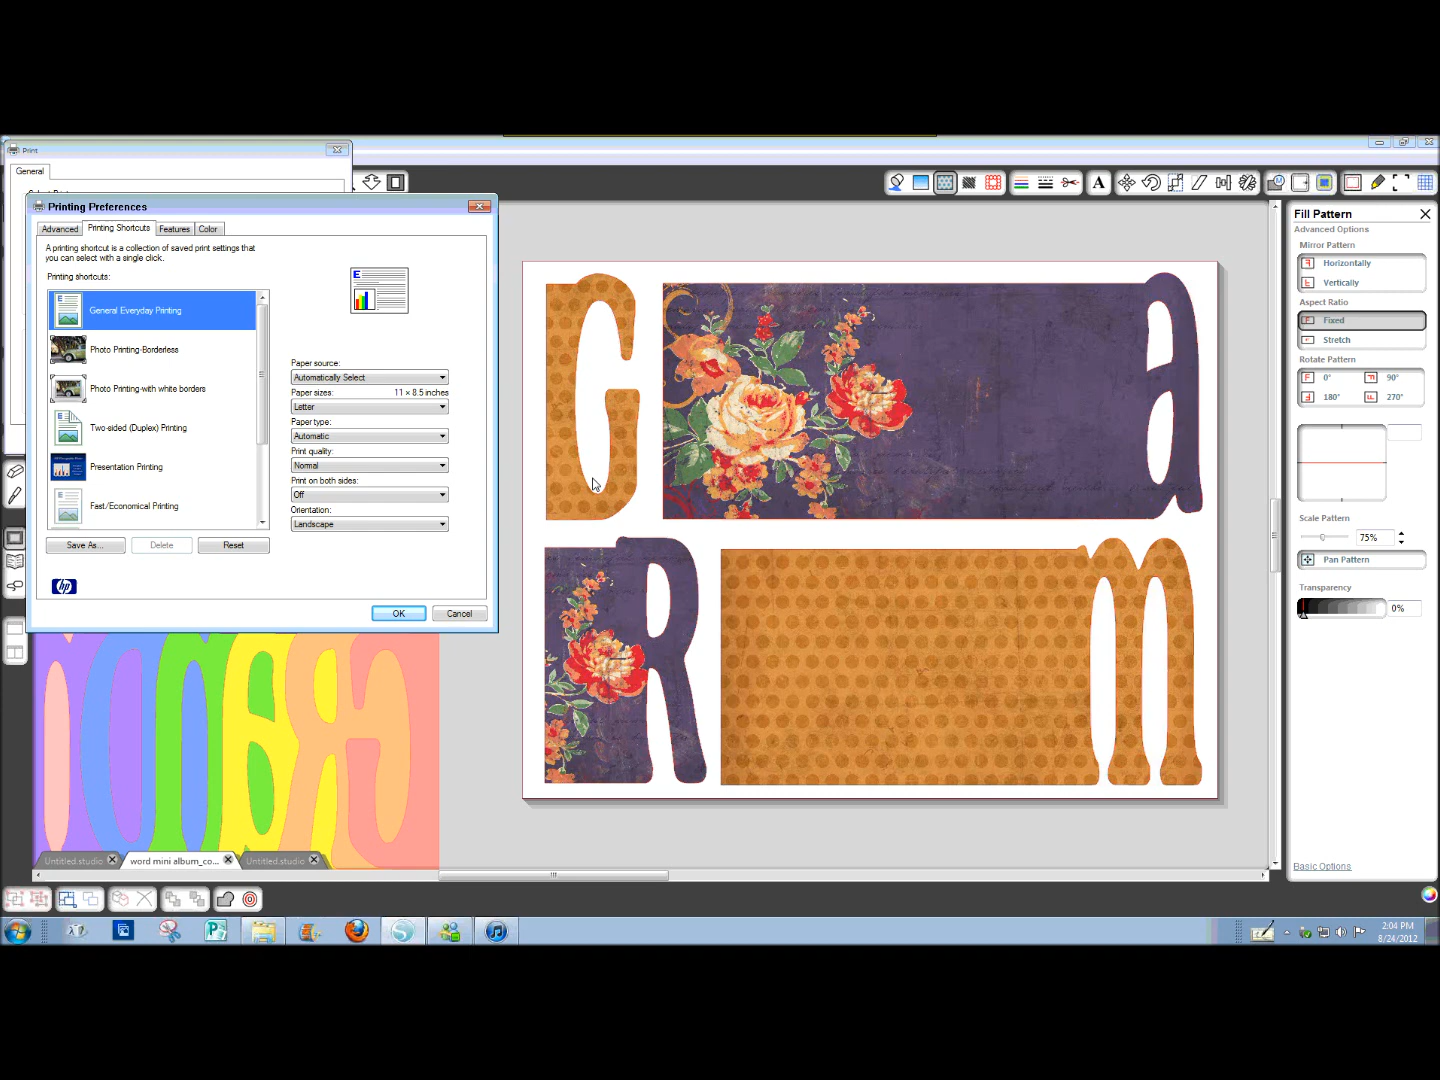 Print
General
Printing Preferences
Advanced
Printing Shortcuts
Features
Color
A printing shortcut is a collection of saved print settings that
you can select with a single click.
Printing shortcuts:
General Everyday Printing
Photo Printing-Borderless
Photo Printing-with white borders
Two-sided (Duplex) Printing
Presentation Printing
Fast/Economical Printing
Paper source:
Automatically Select
Paper sizes: 11 × 8.5 inches
Letter
Paper type:
Automatic
Print quality:
Normal
Print on both sides:
Off
Orientation:
Landscape
Save As...
Delete
Reset
hp
OK
Cancel
G a
R m
Fill Pattern
Advanced Options
Mirror Pattern
Horizontally
Vertically
Aspect Ratio
Fixed
Stretch
Rotate Pattern
0° 90°
180° 270°
Scale Pattern
75%
Pan Pattern
Transparency
0%
Basic Options
Untitled.studio
word mini album_co...
Untitled.studio
2:04 PM
8/24/2012